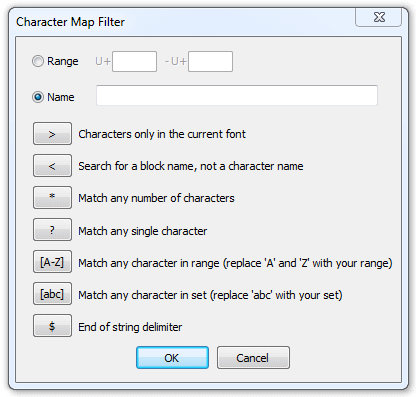 Character Map Filter
Range U+ - U+
Name
> Characters only in the current font
< Search for a block name, not a character name
* Match any number of characters
? Match any single character
[A-Z] Match any character in range (replace 'A' and 'Z' with your range)
[abc] Match any character in set (replace 'abc' with your set)
$ End of string delimiter
OK Cancel